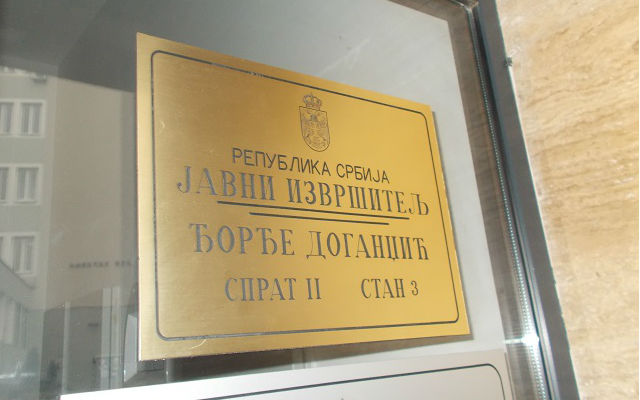 РЕПУБЛИКА СРБИЈА
ЈАВНИ ИЗВРШИТЕЉ
ЂОРЂЕ ДОГАНЏИЋ
СПРАТ II СТАН 3